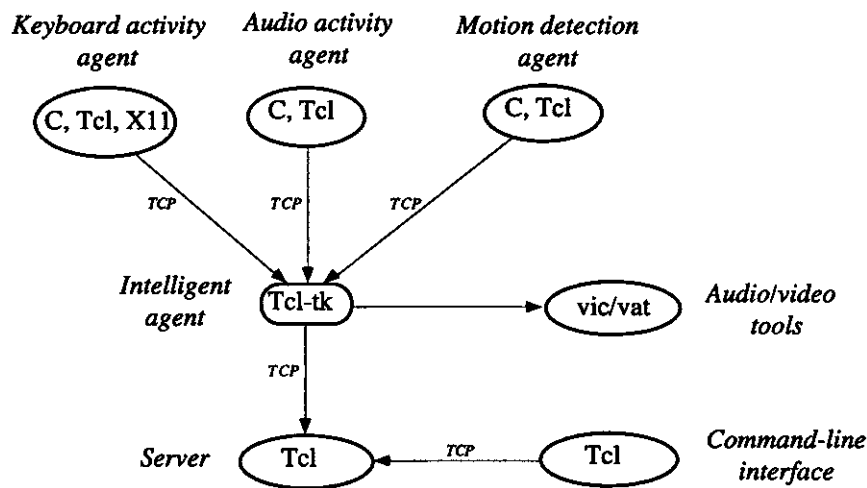 Keyboard activity
agent
Audio activity
agent
Motion detection
agent
C, Tcl, X11
C, Tcl
C, Tcl
TCP
TCP
TCP
Intelligent
agent
Tcl-tk
vic/vat
Audio/video
tools
TCP
Server
Tcl
TCP
Tcl
Command-line
interface